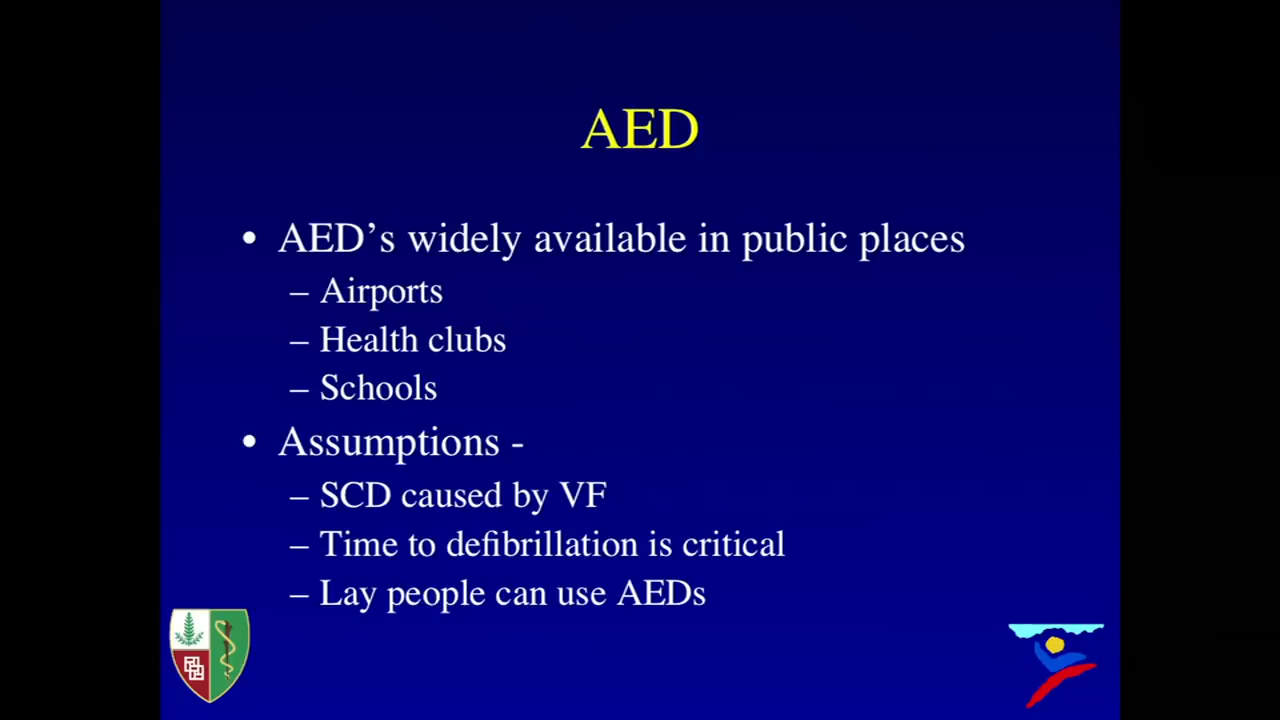 AED
• AED’s widely available in public places
– Airports
– Health clubs
– Schools
• Assumptions -
– SCD caused by VF
– Time to defibrillation is critical
– Lay people can use AEDs